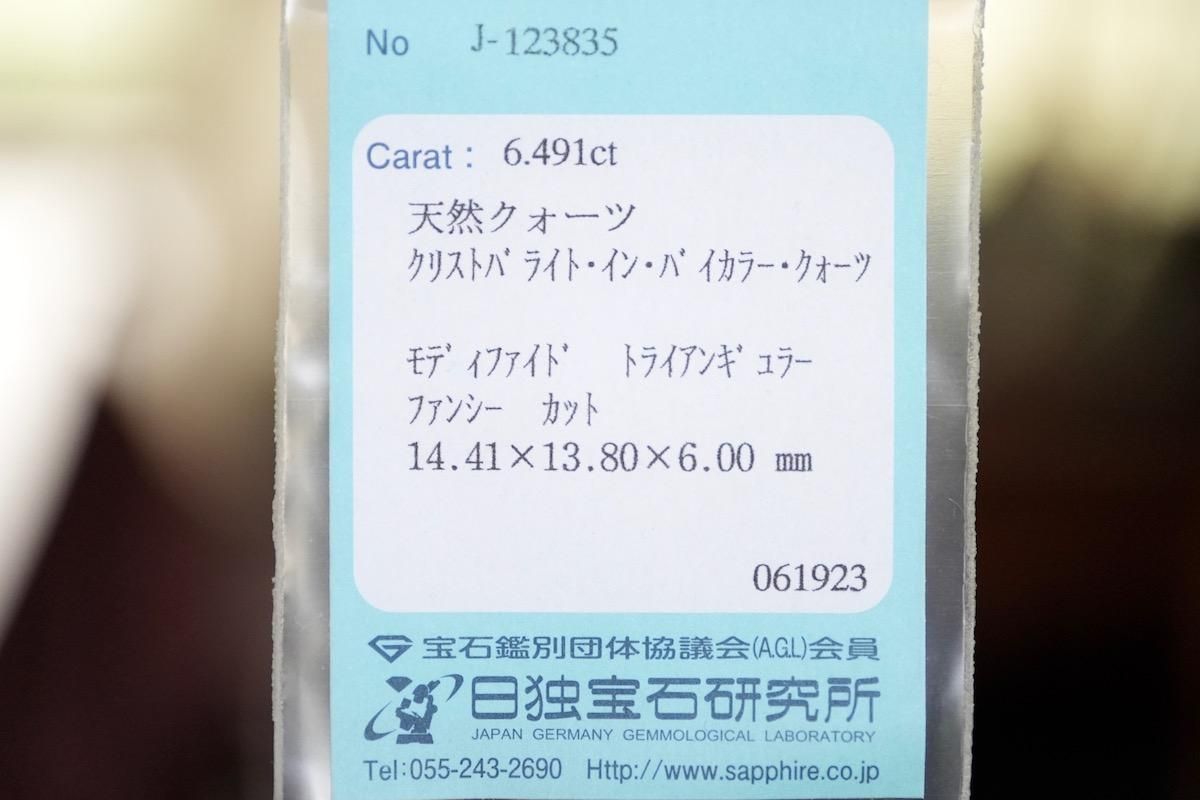 No J-123835
Carat: 6.491ct
天然クォーツ
ｸﾘｽﾄﾊﾞﾗｲﾄ・ｲﾝ・ﾊﾞｲｶﾗｰ・ｸｫｰﾂ
ﾓﾃﾞｨﾌｧｲﾄﾞ ﾄﾗｲｱﾝｷﾞｭﾗｰ
ﾌｧﾝｼｰ ｶｯﾄ
14.41×13.80×6.00 mm
061923
宝石鑑別団体協議会(A.G.L)会員
日独宝石研究所
JAPAN GERMANY GEMMOLOGICAL LABORATORY
Tel:055-243-2690 Http://www.sapphire.co.jp